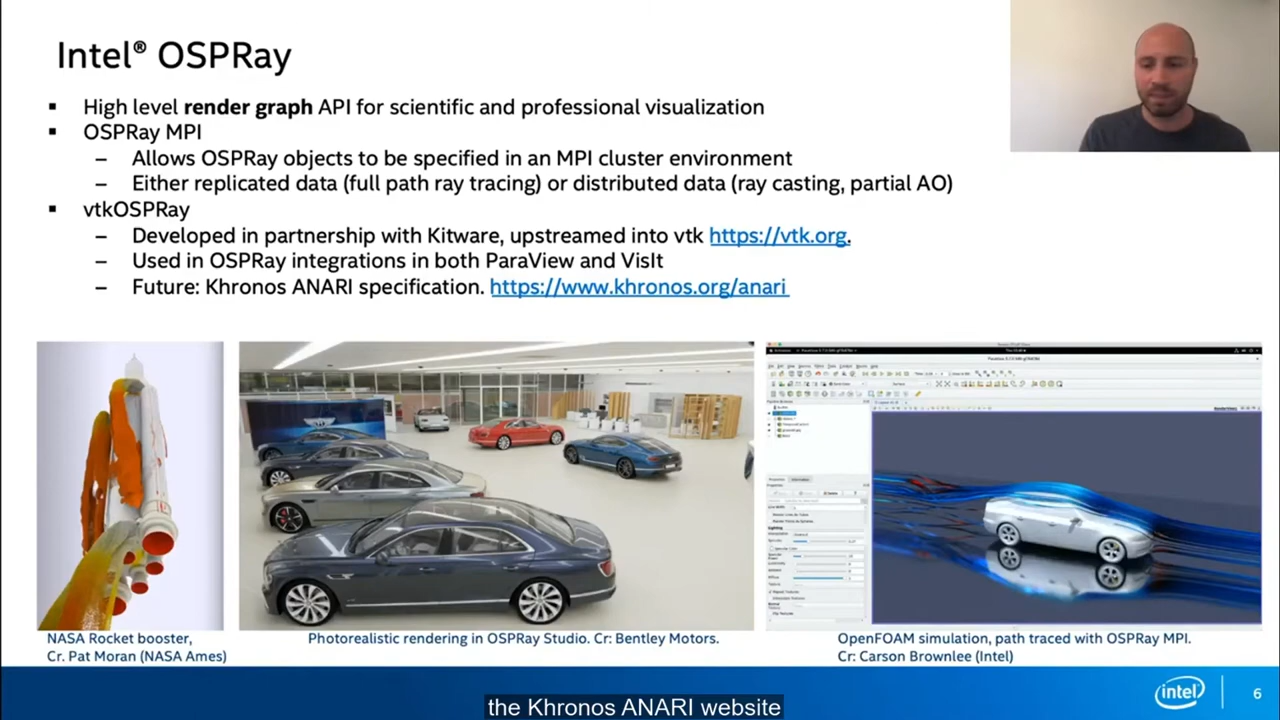 Intel® OSPRay
▪ High level render graph API for scientific and professional visualization
▪ OSPRay MPI
– Allows OSPRay objects to be specified in an MPI cluster environment
– Either replicated data (full path ray tracing) or distributed data (ray casting, partial AO)
▪ vtkOSPRay
– Developed in partnership with Kitware, upstreamed into vtk https://vtk.org.
– Used in OSPRay integrations in both ParaView and VisIt
– Future: Khronos ANARI specification. https://www.khronos.org/anari
NASA Rocket booster,
Cr. Pat Moran (NASA Ames)
Photorealistic rendering in OSPRay Studio. Cr: Bentley Motors.
OpenFOAM simulation, path traced with OSPRay MPI.
Cr: Carson Brownlee (Intel)
intel
6
the Khronos ANARI website